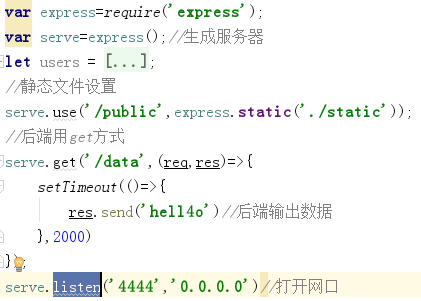 var express=require('express');
var serve=express();//生成服务器
let users = [...];
//静态文件设置
serve.use('/public',express.static('./static'));
//后端用get方式
serve.get('/data',(req,res)=>{
setTimeout(()=>{
res.send('hell4o')//后端输出数据
},2000)
});
serve.listen('4444','0.0.0.0')//打开网口